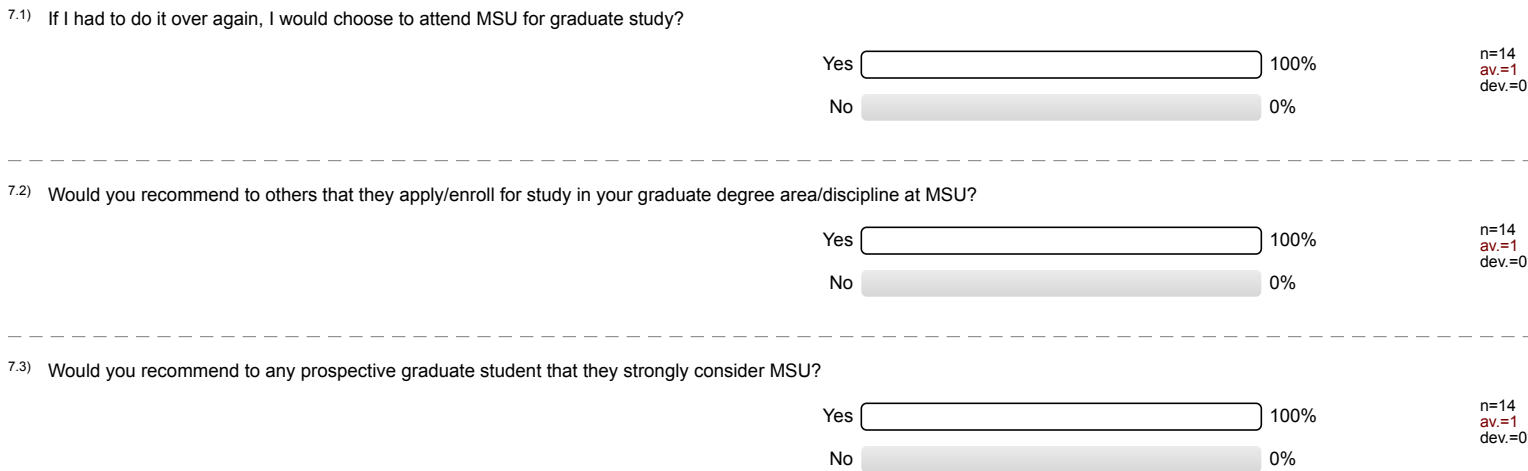 7.1) If I had to do it over again, I would choose to attend MSU for graduate study?
Yes 100%
No 0%
n=14
av.=1
dev.=0
7.2) Would you recommend to others that they apply/enroll for study in your graduate degree area/discipline at MSU?
Yes 100%
No 0%
n=14
av.=1
dev.=0
7.3) Would you recommend to any prospective graduate student that they strongly consider MSU?
Yes 100%
No 0%
n=14
av.=1
dev.=0